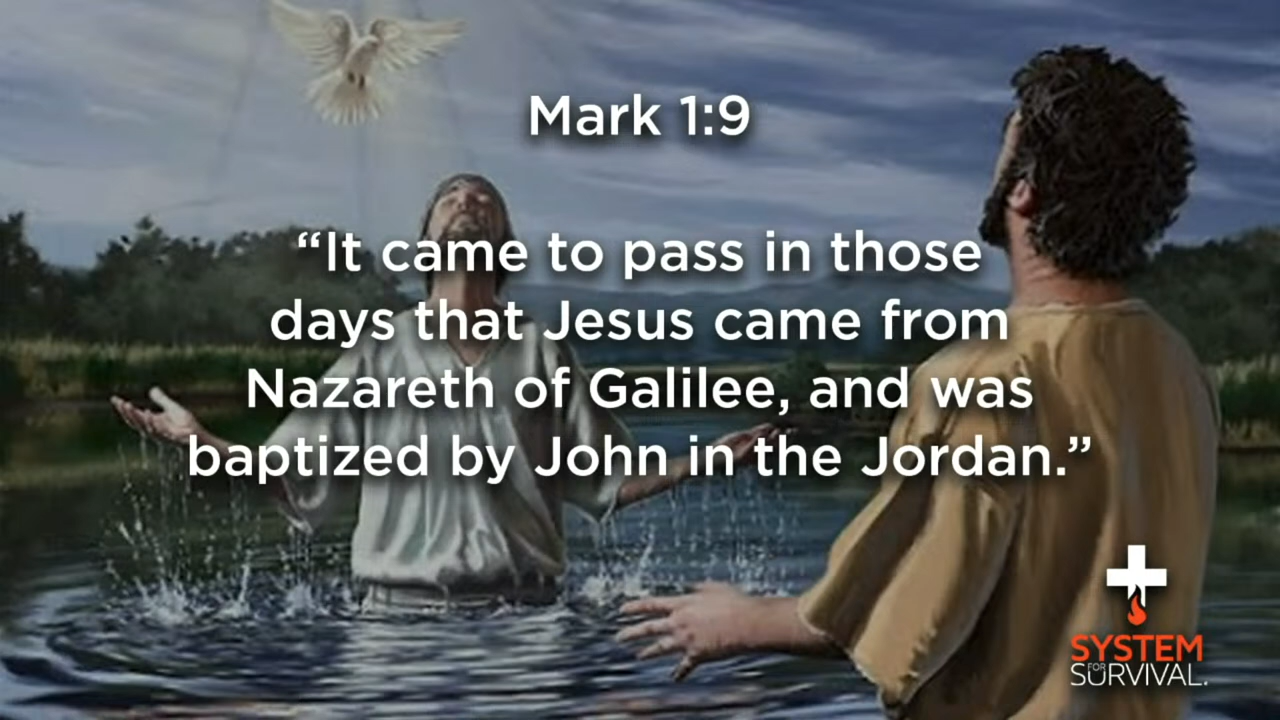 Mark 1:9
“It came to pass in those
days that Jesus came from
Nazareth of Galilee, and was
baptized by John in the Jordan.”
SYSTEM
FOR
SURVIVAL.